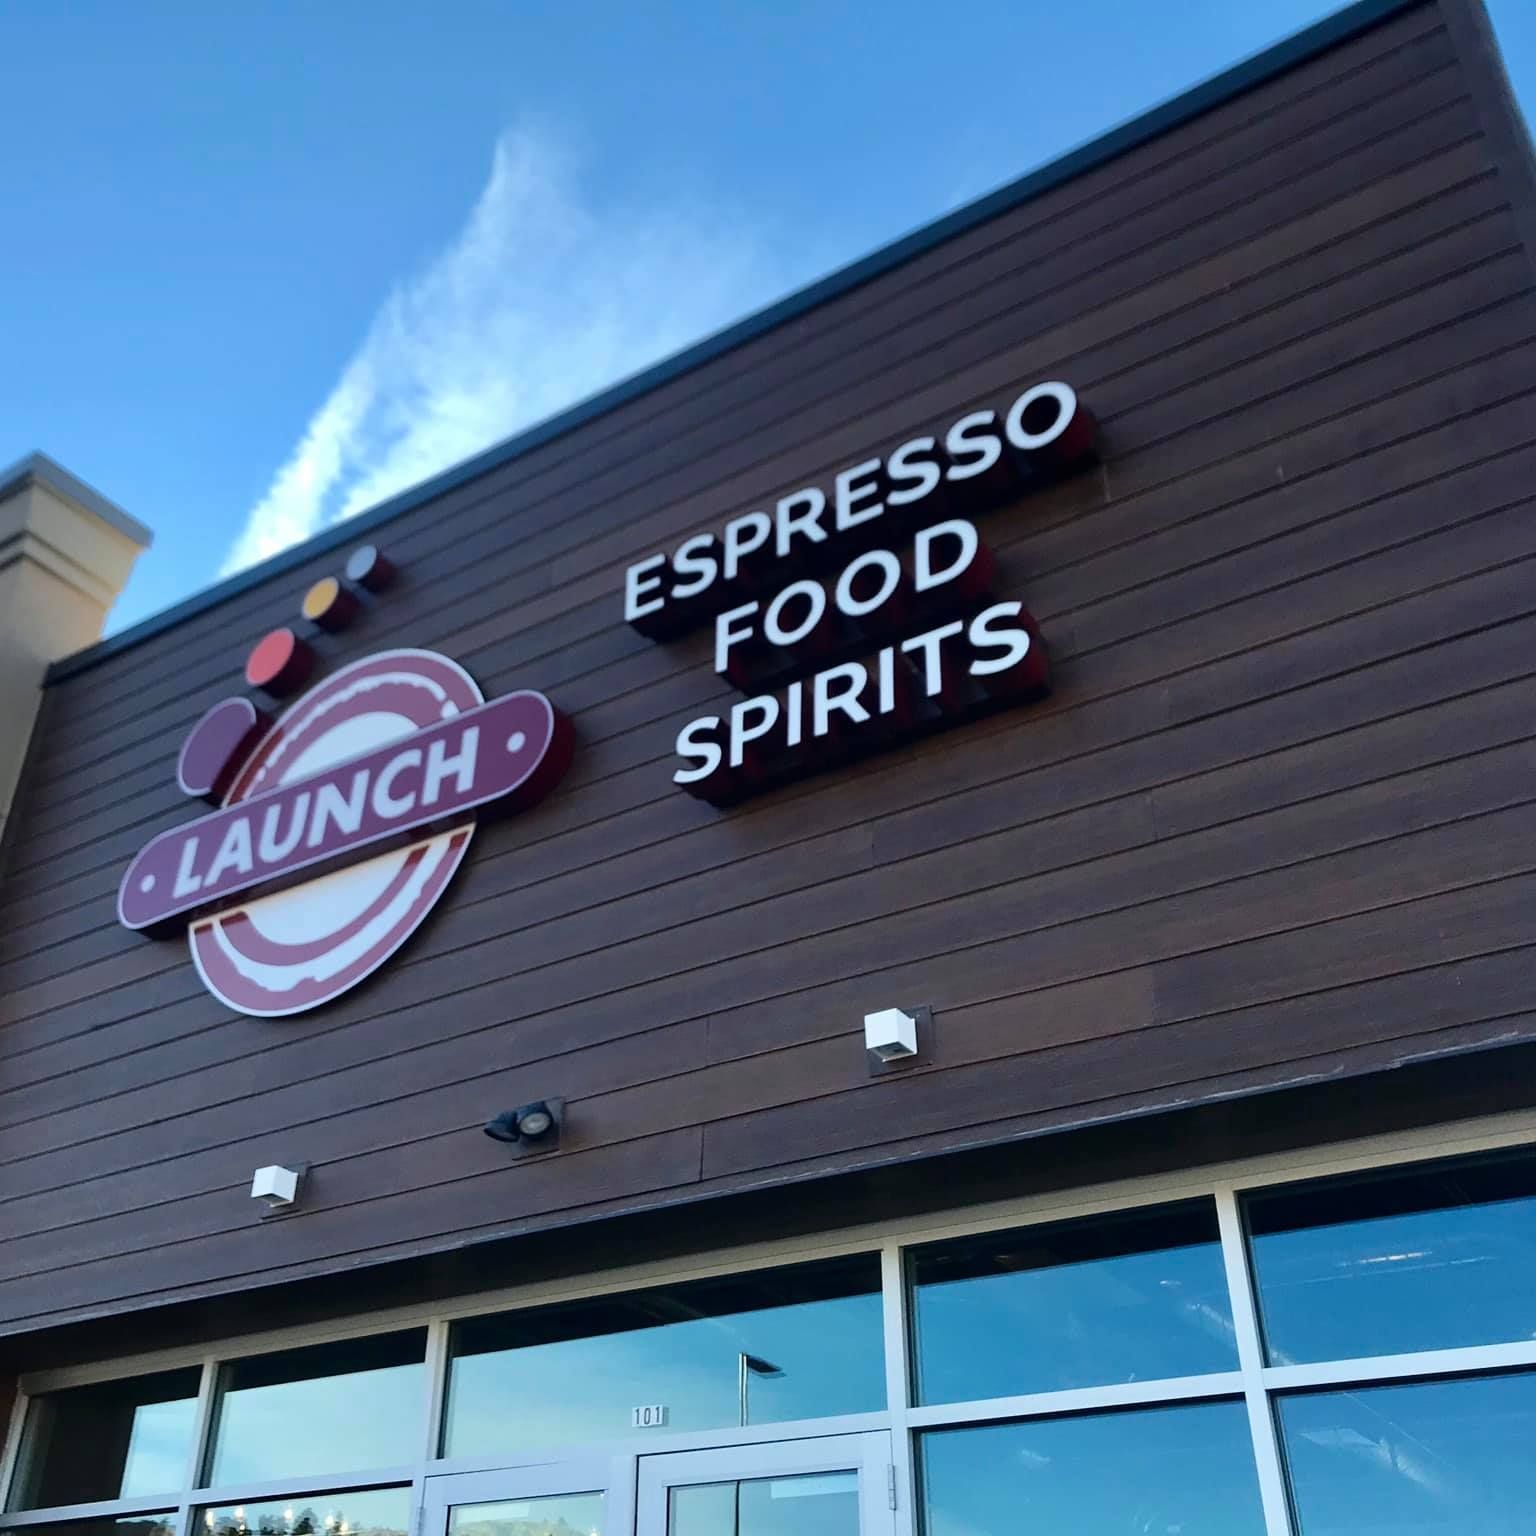 LAUNCH
ESPRESSO
FOOD
SPIRITS
101